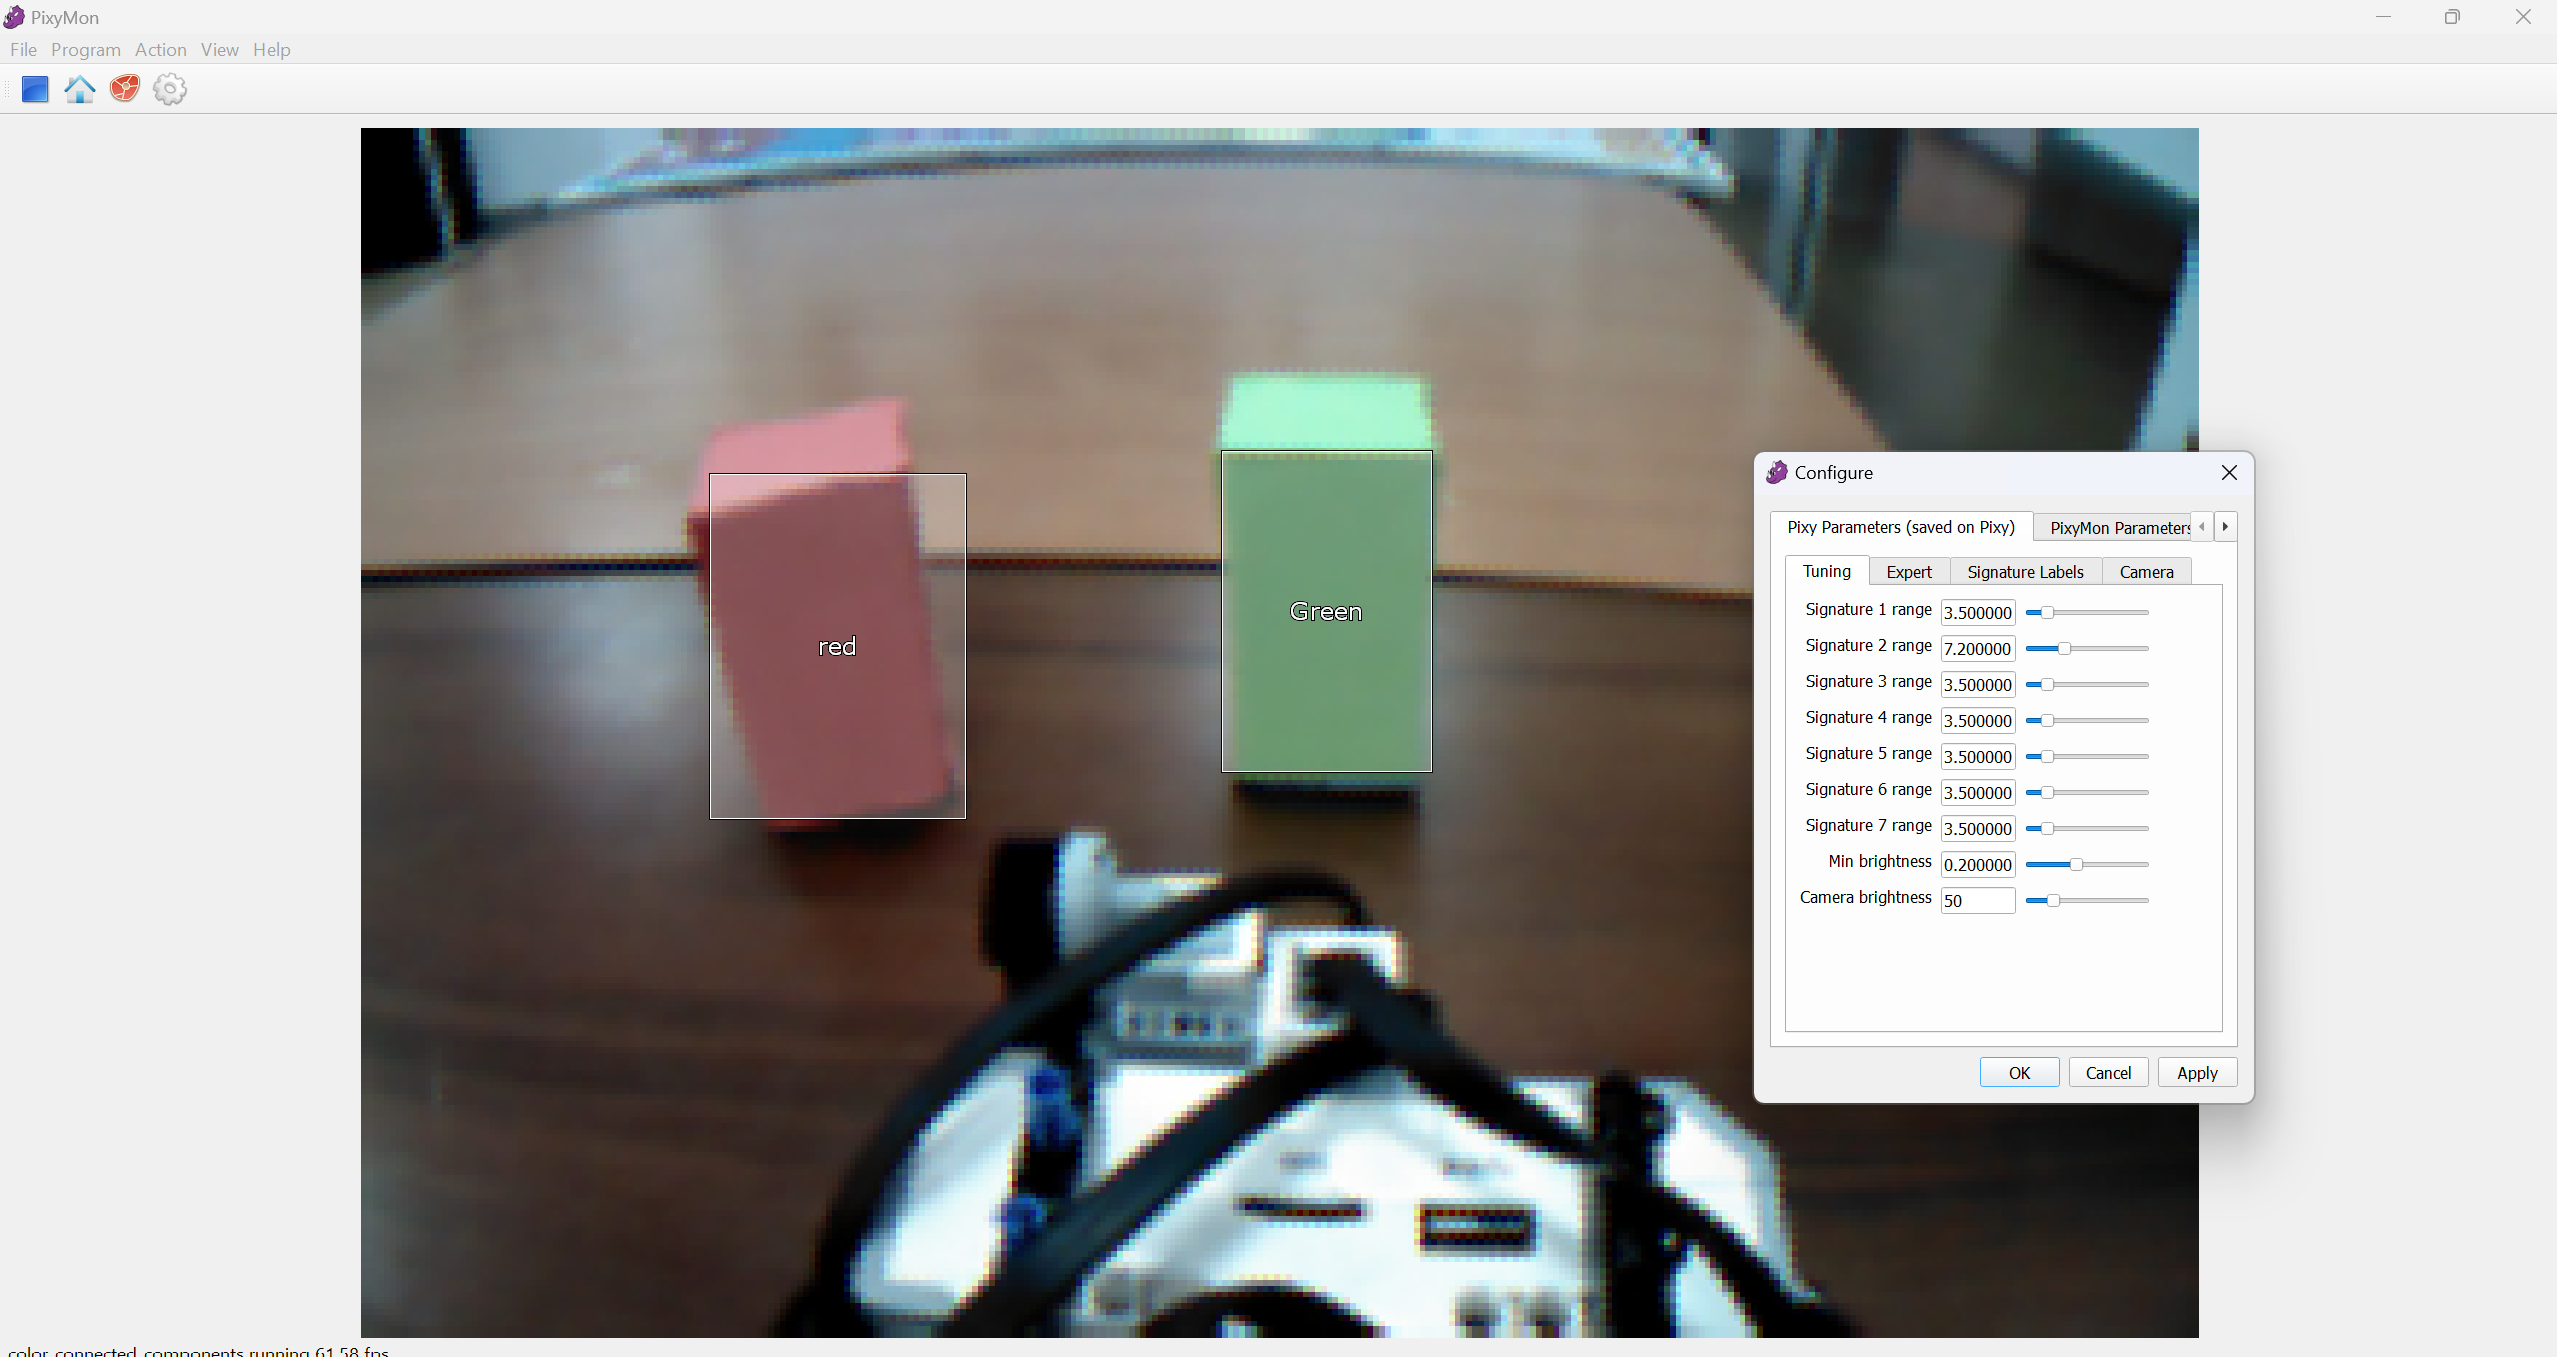 PixyMon
File Program Action View Help
red
Green
Configure
Pixy Parameters (saved on Pixy) PixyMon Parameters
Tuning Expert Signature Labels Camera
Signature 1 range 3.500000
Signature 2 range 7.200000
Signature 3 range 3.500000
Signature 4 range 3.500000
Signature 5 range 3.500000
Signature 6 range 3.500000
Signature 7 range 3.500000
Min brightness 0.200000
Camera brightness 50
OK Cancel Apply
color_connected_components running 61.58 fps